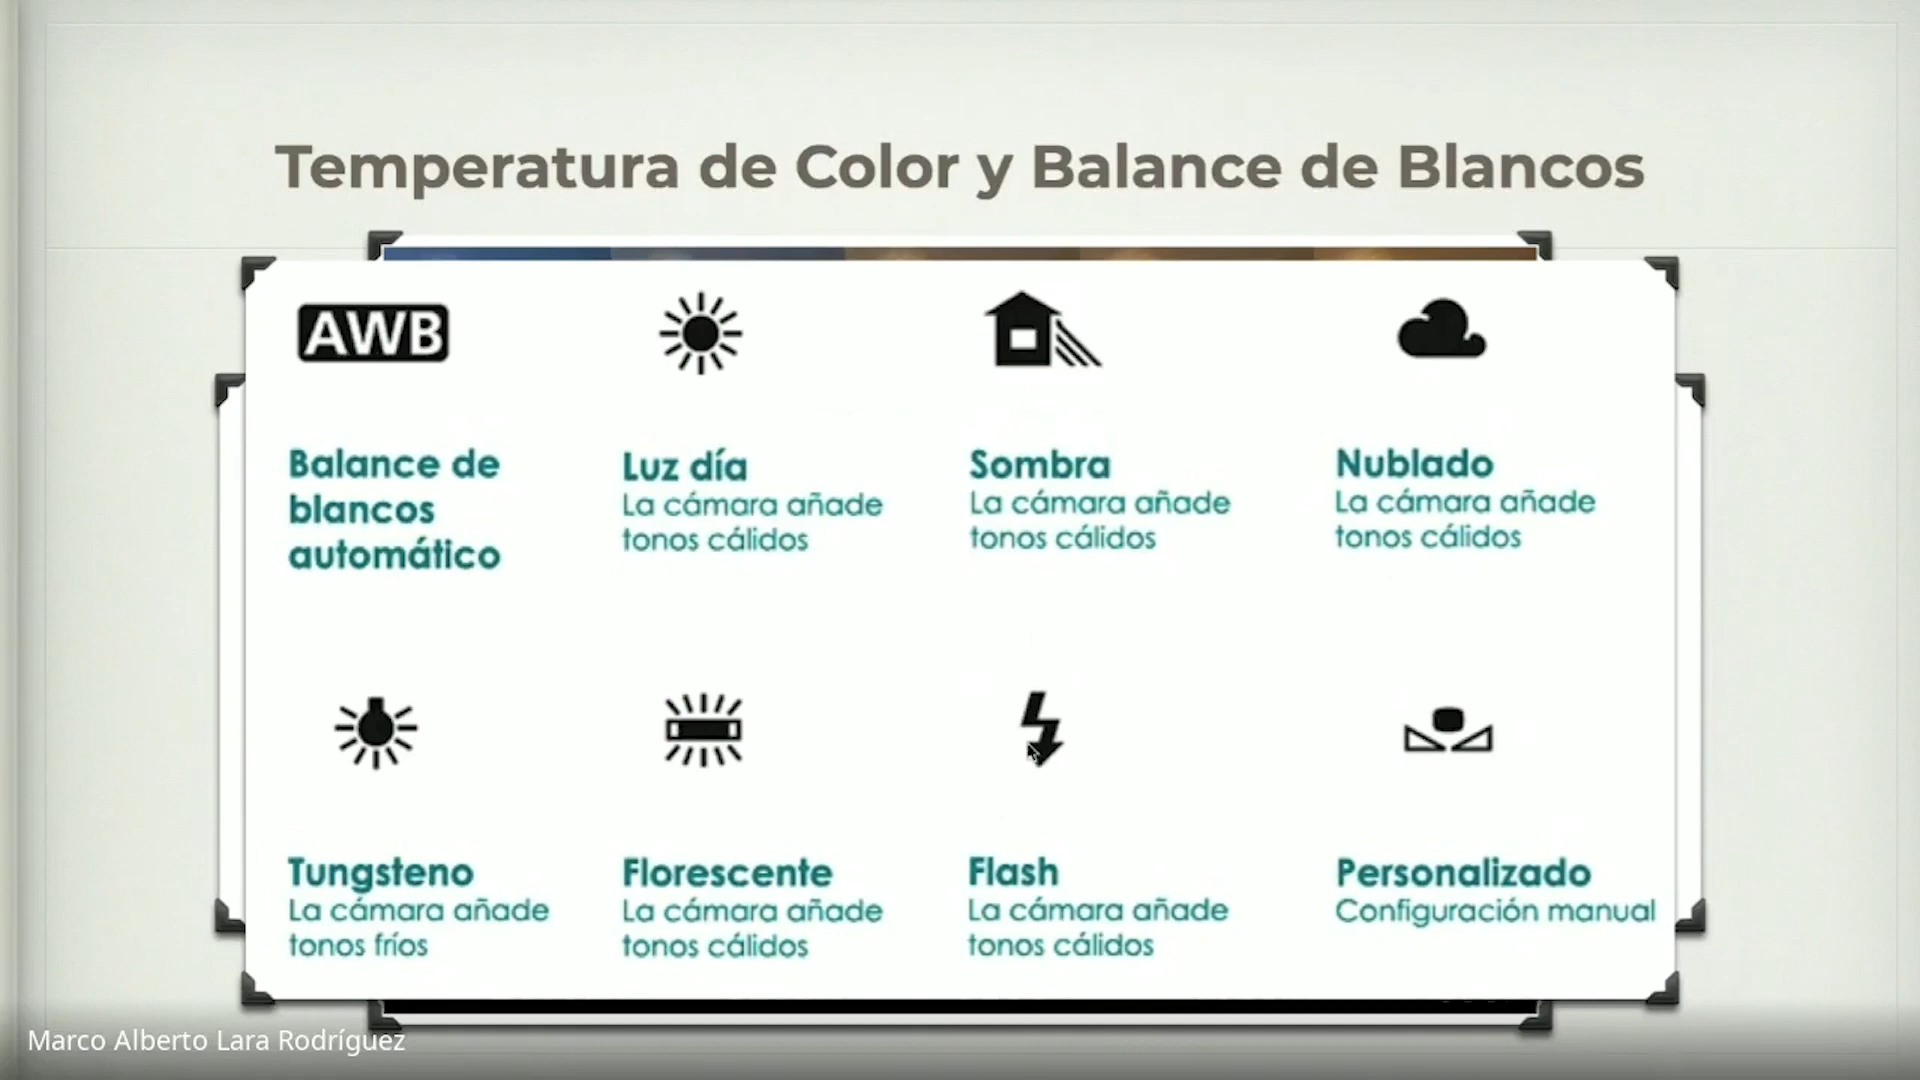 Temperatura de Color y Balance de Blancos
AWB
Balance de
blancos
automático
Luz día
La cámara añade
tonos cálidos
Sombra
La cámara añade
tonos cálidos
Nublado
La cámara añade
tonos cálidos
Tungsteno
La cámara añade
tonos fríos
Florescente
La cámara añade
tonos cálidos
Flash
La cámara añade
tonos cálidos
Personalizado
Configuración manual
Marco Alberto Lara Rodríguez